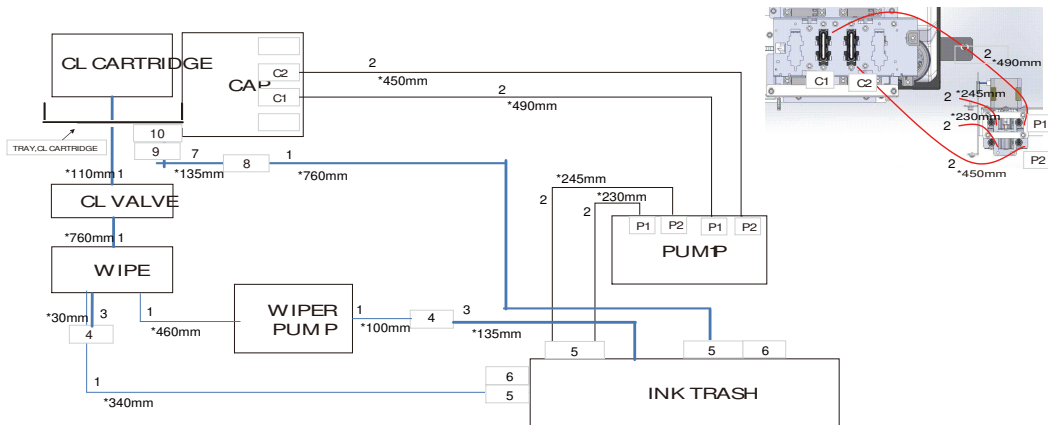 CL CARTRIDGE
CAP
C2
C1
2
*450mm
2
*490mm
C1
C2
2
*490mm
*245mm
2
*230mm
2
P1
P2
2
*450mm
TRAY,CL CARTRIDGE
10
9
7
*135mm
8
1
*760mm
*110mm
1
CL VALVE
*760mm
1
WIPE
*245mm
2
*230mm
2
P1
P2
P1
P2
PUM1P
*30mm
3
4
1
*460mm
WIPER
PUMP
1
*100mm
4
3
*135mm
1
*340mm
5
5
6
6
5
INK TRASH